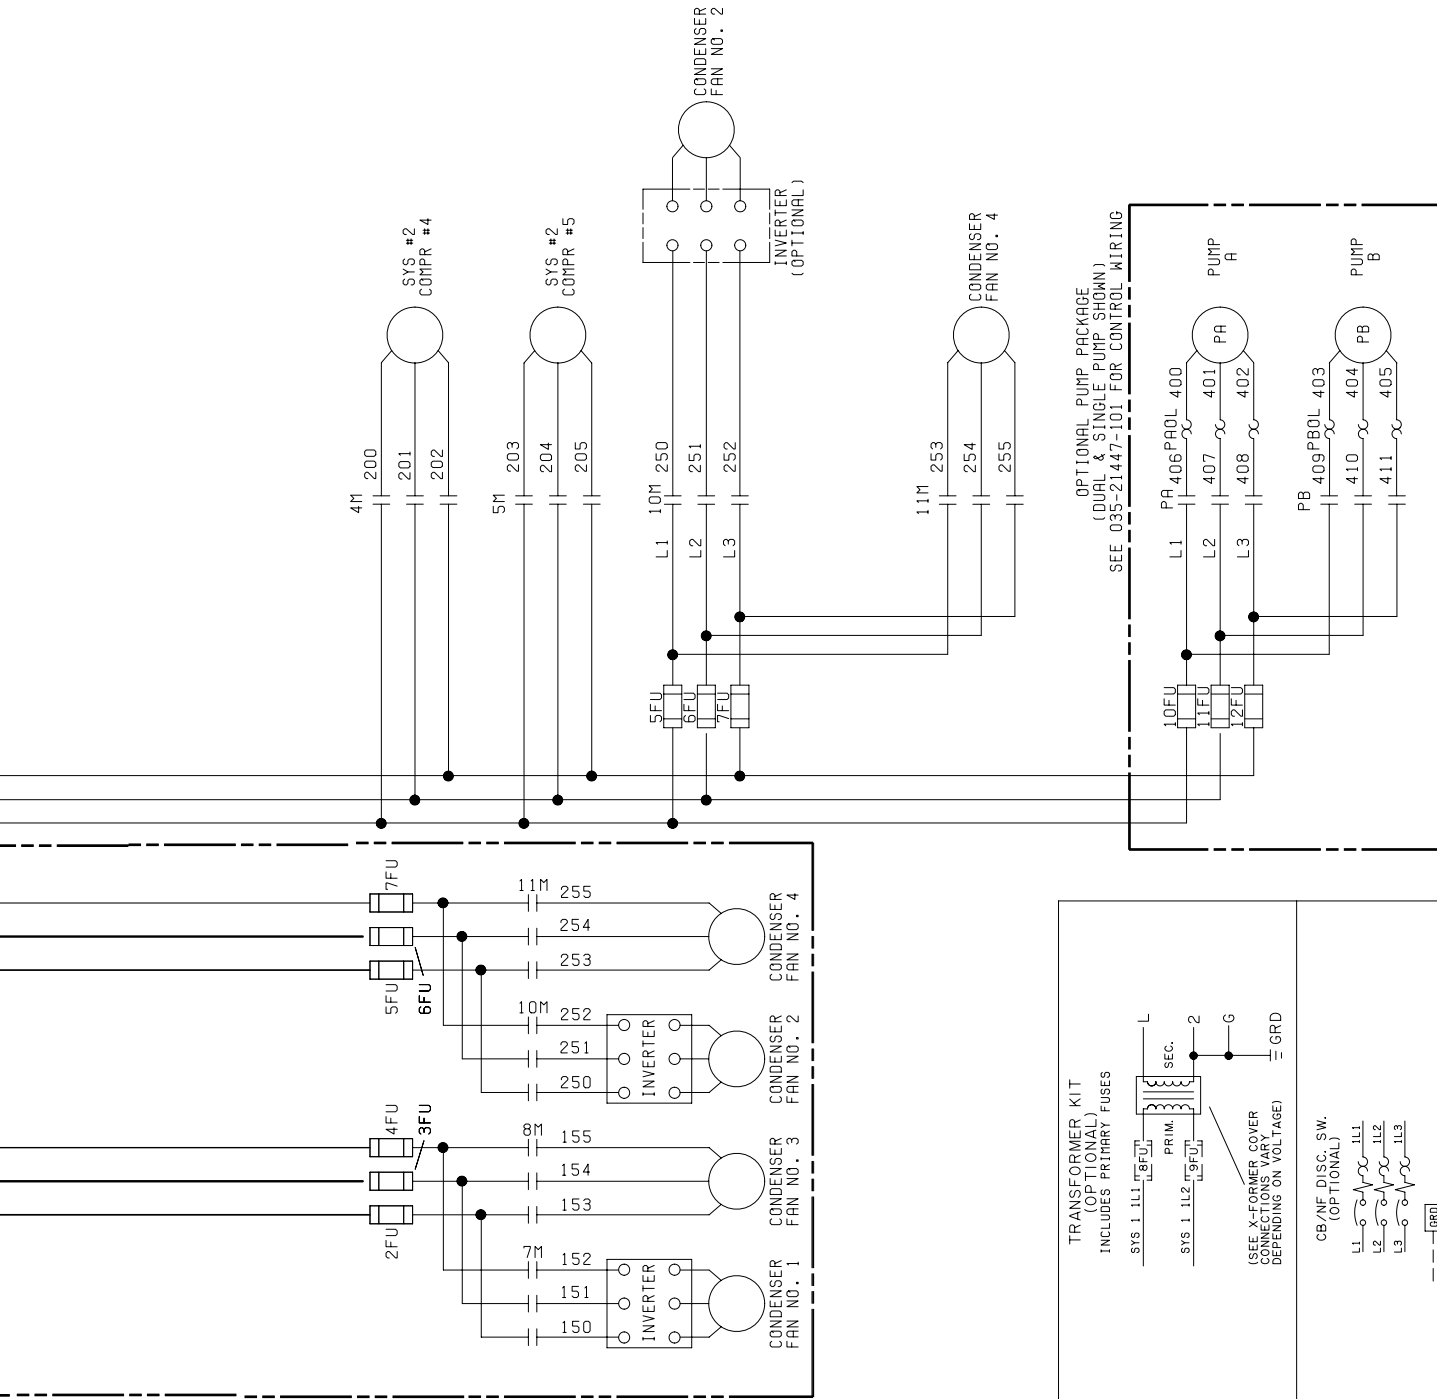 CONDENSER
FAN NO. 2
INVERTER
(OPTIONAL)
SYS #2
COMPR #4
SYS #2
COMPR #5
CONDENSER
FAN NO. 4
4M
200
201
202
5M
203
204
205
10M
250
251
252
L1
L2
L3
11M
253
254
255
5FU
6FU
7FU
OPTIONAL PUMP PACKAGE
(DUAL & SINGLE PUMP SHOWN)
SEE 035-21447-101 FOR CONTROL WIRING
PUMP
A
PUMP
B
PA
PB
400
401
402
403
404
405
PAOL
PBOL
PA
406
407
408
PB
409
410
411
L1
L2
L3
10FU
11FU
12FU
7FU
5FU
6FU
11M
255
254
253
CONDENSER
FAN NO. 4
10M
252
251
250
INVERTER
CONDENSER
FAN NO. 2
4FU
3FU
2FU
8M
155
154
153
CONDENSER
FAN NO. 3
7M
152
151
150
INVERTER
CONDENSER
FAN NO. 1
TRANSFORMER KIT
(OPTIONAL)
INCLUDES PRIMARY FUSES
SYS 1 1L1
8FU
SYS 1 1L2
9FU
PRIM.
SEC.
L
2
G
GRD
(SEE X-FORMER COVER
CONNECTIONS VARY
DEPENDING ON VOLTAGE)
CB/NF DISC. SW.
(OPTIONAL)
L1
1L1
L2
1L2
L3
1L3
GRD